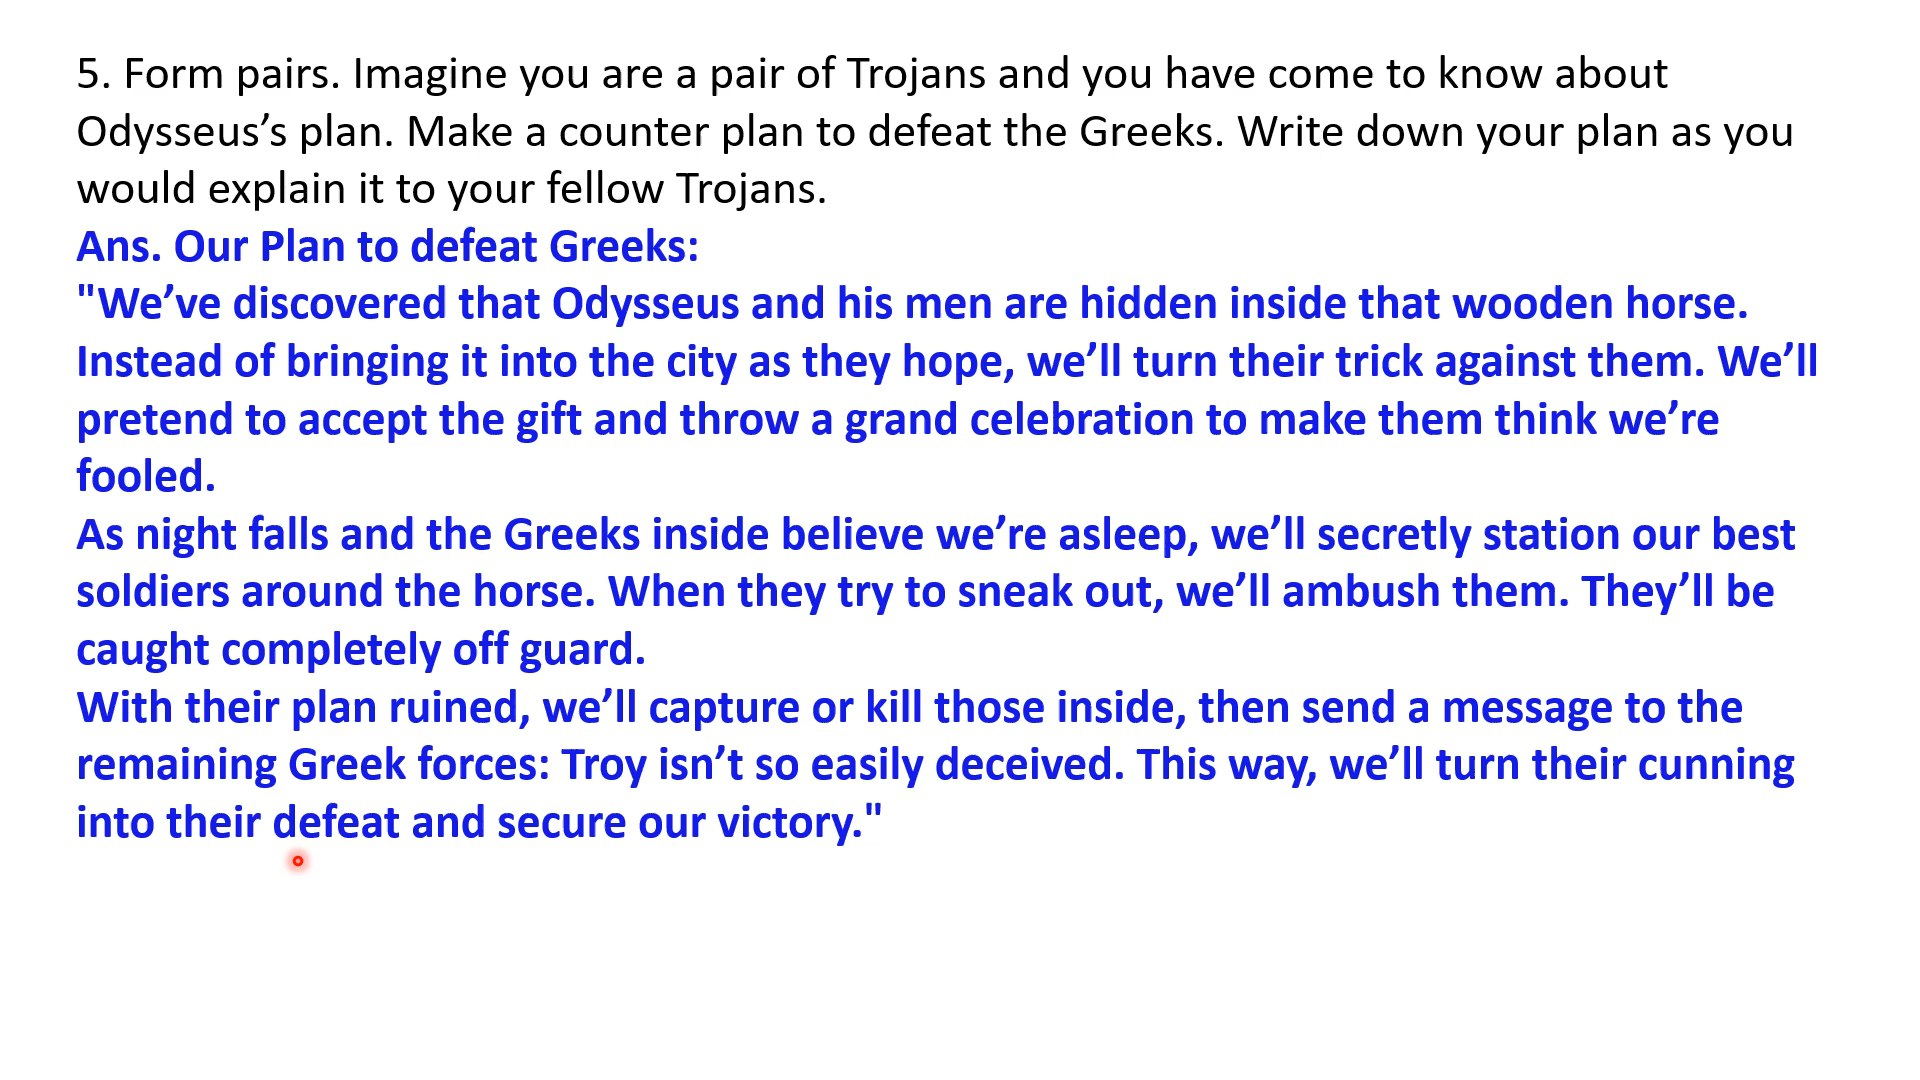 5. Form pairs. Imagine you are a pair of Trojans and you have come to know about
Odysseus’s plan. Make a counter plan to defeat the Greeks. Write down your plan as you
would explain it to your fellow Trojans.
Ans. Our Plan to defeat Greeks:
"We’ve discovered that Odysseus and his men are hidden inside that wooden horse.
Instead of bringing it into the city as they hope, we’ll turn their trick against them. We’ll
pretend to accept the gift and throw a grand celebration to make them think we’re
fooled.
As night falls and the Greeks inside believe we’re asleep, we’ll secretly station our best
soldiers around the horse. When they try to sneak out, we’ll ambush them. They’ll be
caught completely off guard.
With their plan ruined, we’ll capture or kill those inside, then send a message to the
remaining Greek forces: Troy isn’t so easily deceived. This way, we’ll turn their cunning
into their defeat and secure our victory."